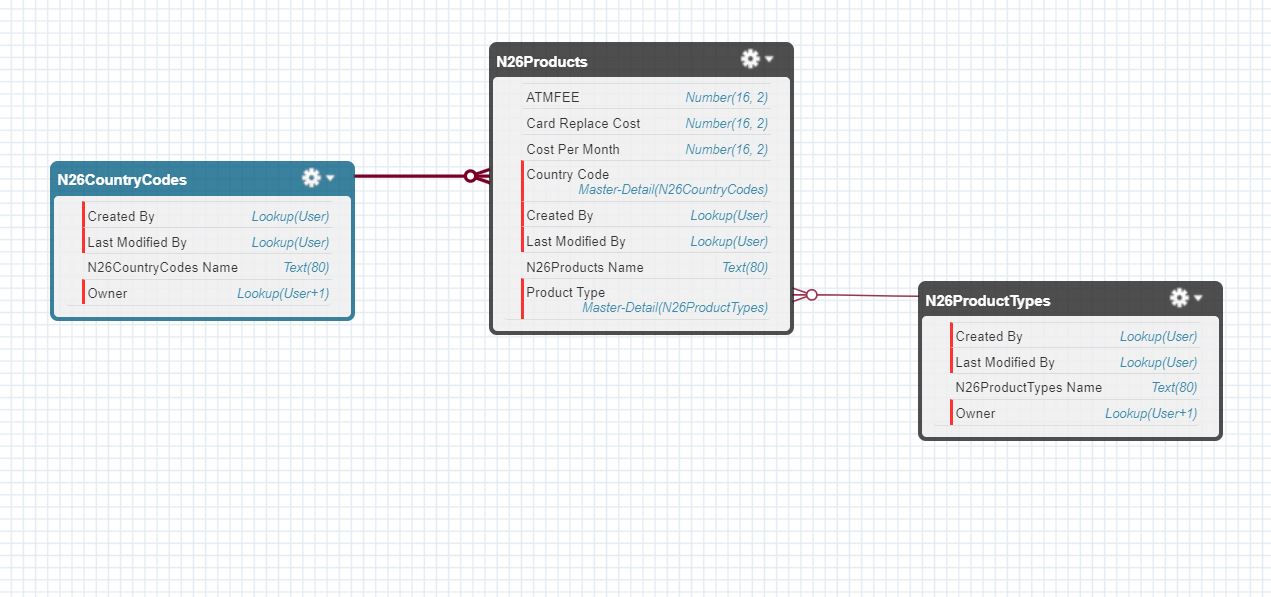 N26Products
ATMFEE Number(16, 2)
Card Replace Cost Number(16, 2)
Cost Per Month Number(16, 2)
Country Code
Master-Detail(N26CountryCodes)
Created By Lookup(User)
Last Modified By Lookup(User)
N26Products Name Text(80)
Product Type
Master-Detail(N26ProductTypes)
N26CountryCodes
Created By Lookup(User)
Last Modified By Lookup(User)
N26CountryCodes Name Text(80)
Owner Lookup(User+1)
N26ProductTypes
Created By Lookup(User)
Last Modified By Lookup(User)
N26ProductTypes Name Text(80)
Owner Lookup(User+1)